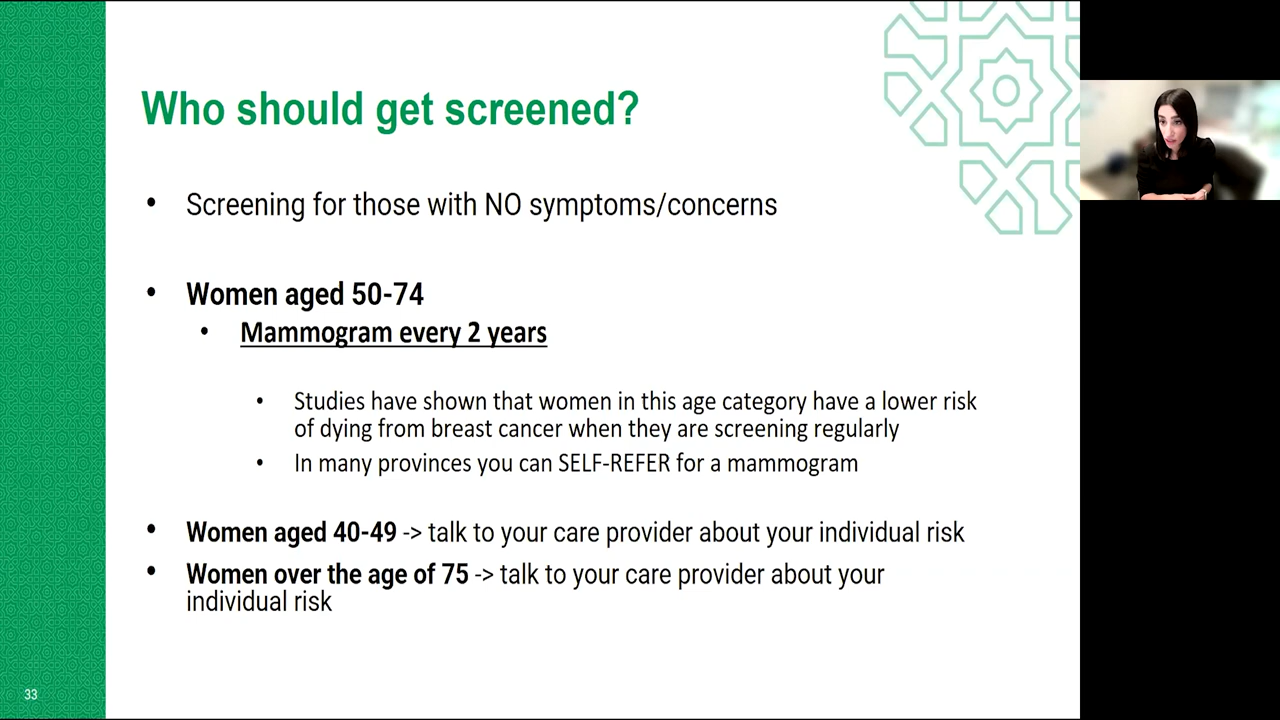 Who should get screened?
• Screening for those with NO symptoms/concerns
• Women aged 50-74
• Mammogram every 2 years
• Studies have shown that women in this age category have a lower risk
of dying from breast cancer when they are screening regularly
• In many provinces you can SELF-REFER for a mammogram
• Women aged 40-49 -> talk to your care provider about your individual risk
• Women over the age of 75 -> talk to your care provider about your
individual risk
33